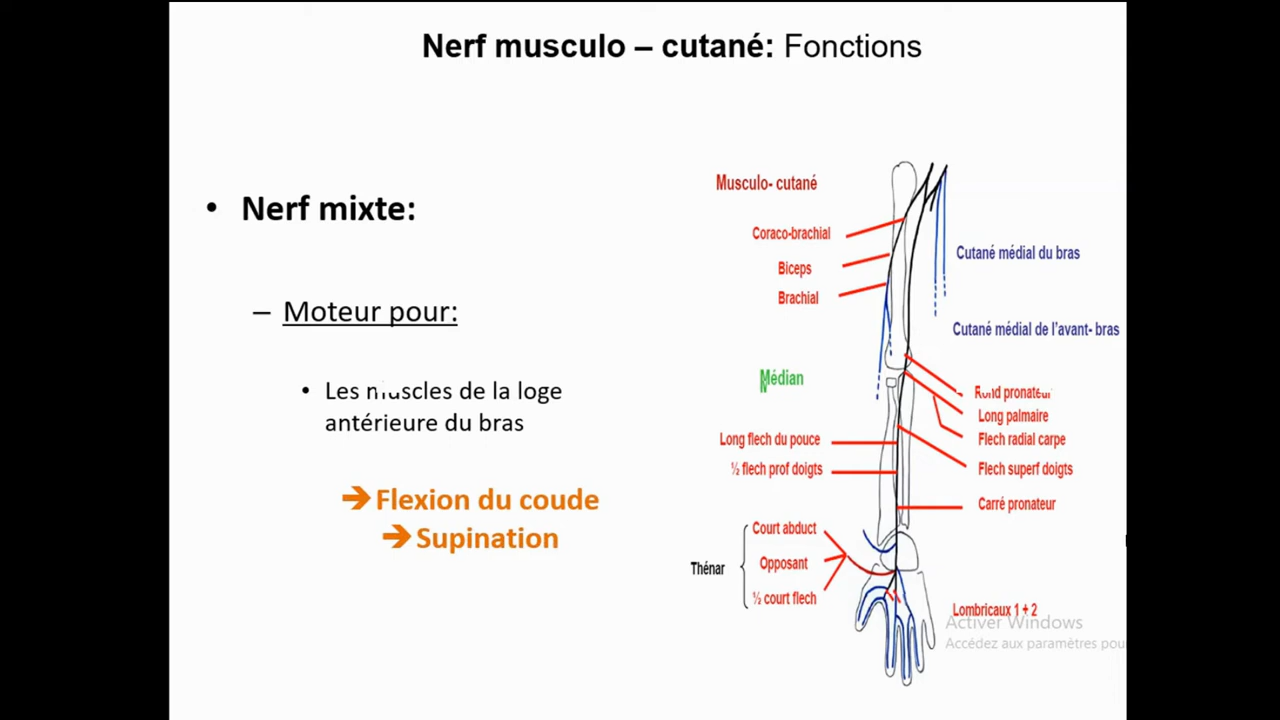 Nerf musculo – cutané: Fonctions
• Nerf mixte:
– Moteur pour:
• Les muscles de la loge
antérieure du bras
➔ Flexion du coude
➔ Supination
Musculo- cutané
Coraco-brachial
Biceps
Brachial
Cutané médial du bras
Cutané médial de l'avant- bras
Médian
Rond pronateur
Long palmaire
Flech radial carpe
Long flech du pouce
½ flech prof doigts
Flech superf doigts
Carré pronateur
Thénar
Court abduct
Opposant
½ court flech
Lombricaux 1 + 2
Activer Windows
Accédez aux paramètres pou